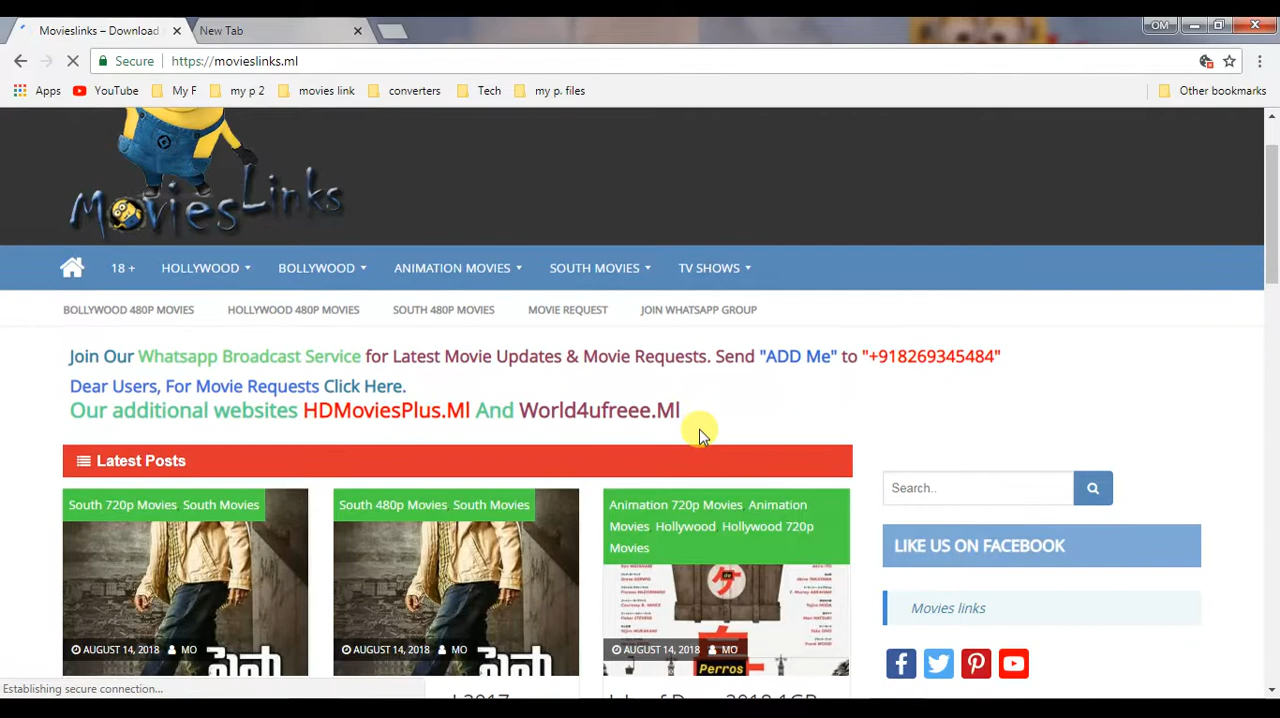 OM
Movieslinks – Download
New Tab
Secure
https://movieslinks.ml
Apps
YouTube
My F
my p 2
movies link
converters
Tech
my p. files
Other bookmarks
Movies Links
18 +
HOLLYWOOD
BOLLYWOOD
ANIMATION MOVIES
SOUTH MOVIES
TV SHOWS
BOLLYWOOD 480P MOVIES
HOLLYWOOD 480P MOVIES
SOUTH 480P MOVIES
MOVIE REQUEST
JOIN WHATSAPP GROUP
Join Our Whatsapp Broadcast Service for Latest Movie Updates & Movie Requests. Send "ADD Me" to "+918269345484"
Dear Users, For Movie Requests Click Here.
Our additional websites HDMoviesPlus.Ml And World4ufreee.Ml
Latest Posts
South 720p Movies, South Movies
AUGUST 14, 2018 MO
South 480p Movies, South Movies
AUGUST 14, 2018 MO
Animation 720p Movies, Animation
Movies, Hollywood, Hollywood 720p
Movies
Perros
AUGUST 14, 2018 MO
Search..
LIKE US ON FACEBOOK
Movies links
Establishing secure connection...